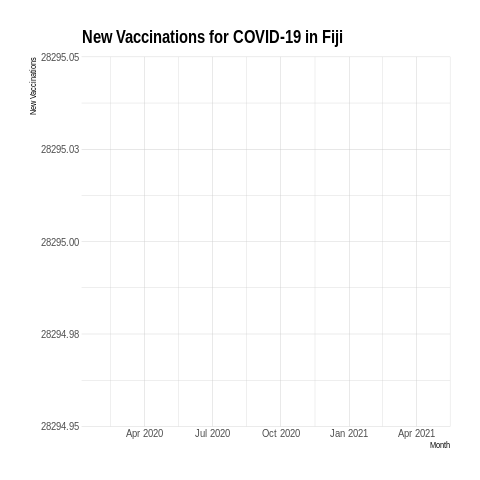 New Vaccinations for COVID-19 in Fiji
28295.05
New Vaccinations
28295.03
28295.00
28294.98
28294.95
Apr 2020 Jul 2020 Oct 2020 Jan 2021 Apr 2021
Month